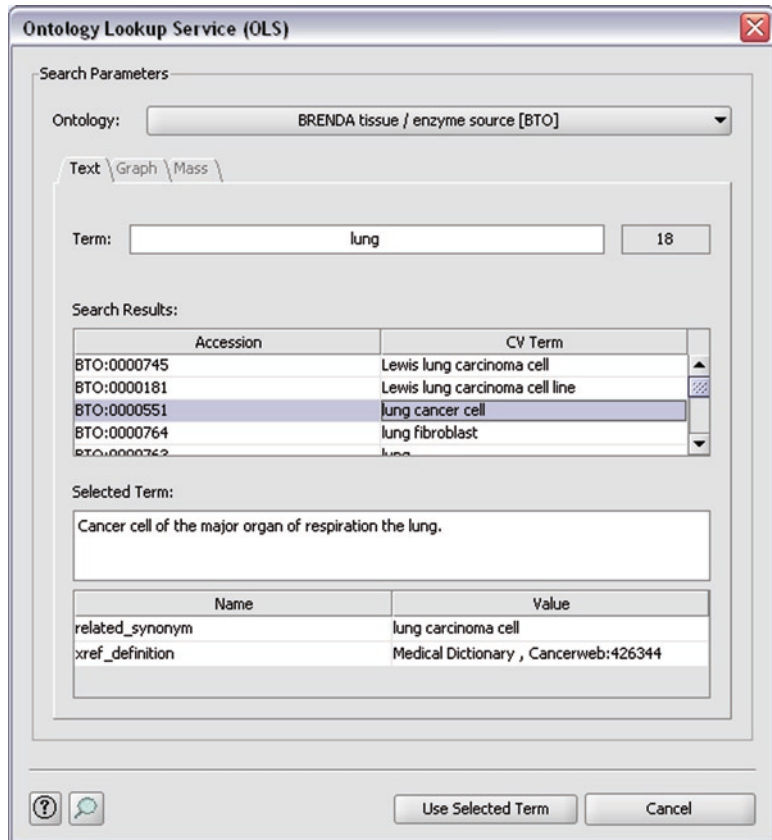 Ontology Lookup Service (OLS)
Search Parameters
Ontology: BRENDA tissue / enzyme source [BTO]
Text Graph Mass
Term: lung 18
Search Results:
Accession CV Term
BTO:0000745 Lewis lung carcinoma cell
BTO:0000181 Lewis lung carcinoma cell line
BTO:0000551 lung cancer cell
BTO:0000764 lung fibroblast
BTO:0000763 lung
Selected Term:
Cancer cell of the major organ of respiration the lung.
Name Value
related_synonym lung carcinoma cell
xref_definition Medical Dictionary , Cancerweb:426344
? Use Selected Term Cancel